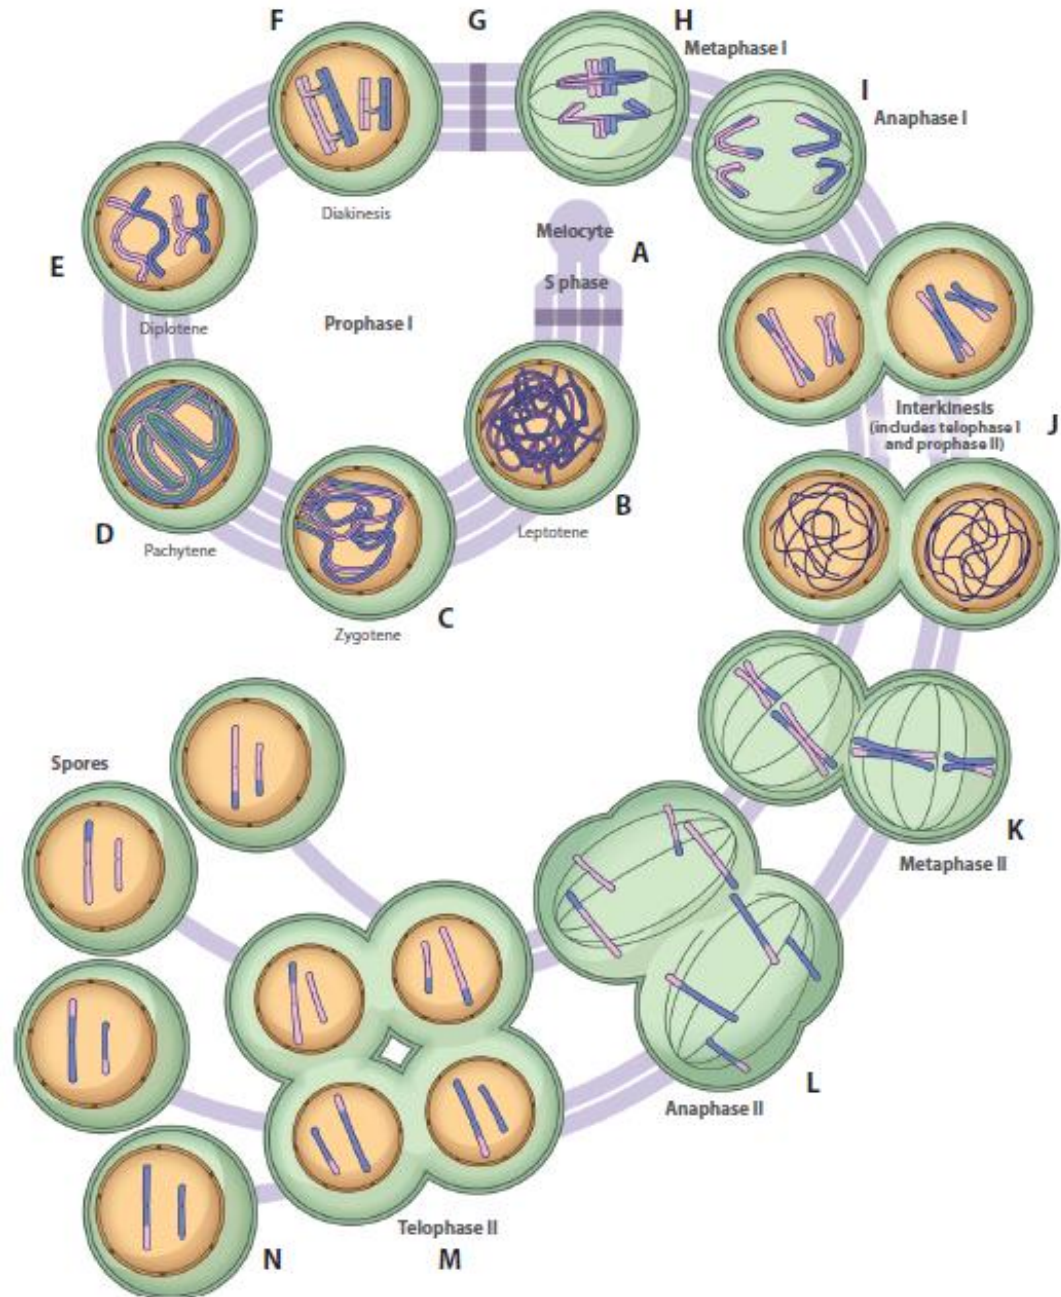 F
G
H
Metaphase I
I
Anaphase I
Diakinesis
Meiocyte
A
S phase
E
Diplotene
Prophase I
Interkinesis
(includes telophase I
and prophase II)
J
B
Leptotene
D
Pachytene
C
Zygotene
Spores
K
Metaphase II
L
Anaphase II
Telophase II
N
M